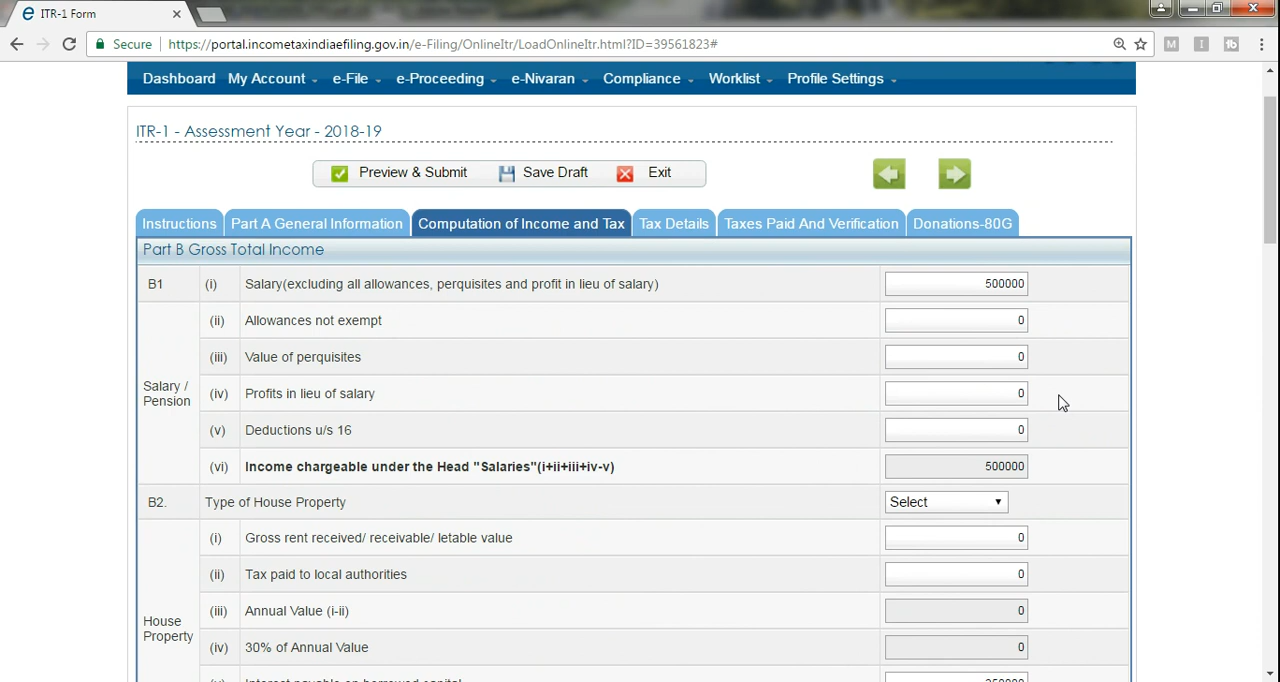 ITR-1 Form
Secure https://portal.incometaxindiaefiling.gov.in/e-Filing/OnlineItr/LoadOnlineItr.html?ID=39561823#
Dashboard My Account e-File e-Proceeding e-Nivaran Compliance Worklist Profile Settings
ITR-1 - Assessment Year - 2018-19
Preview & Submit Save Draft Exit
Instructions Part A General Information Computation of Income and Tax Tax Details Taxes Paid And Verification Donations-80G
Part B Gross Total Income
B1 (i) Salary(excluding all allowances, perquisites and profit in lieu of salary) 500000
(ii) Allowances not exempt 0
(iii) Value of perquisites 0
Salary / Pension
(iv) Profits in lieu of salary 0
(v) Deductions u/s 16 0
(vi) Income chargeable under the Head "Salaries"(i+ii+iii+iv-v) 500000
B2. Type of House Property Select
(i) Gross rent received/ receivable/ letable value 0
(ii) Tax paid to local authorities 0
(iii) Annual Value (i-ii) 0
House Property
(iv) 30% of Annual Value 0